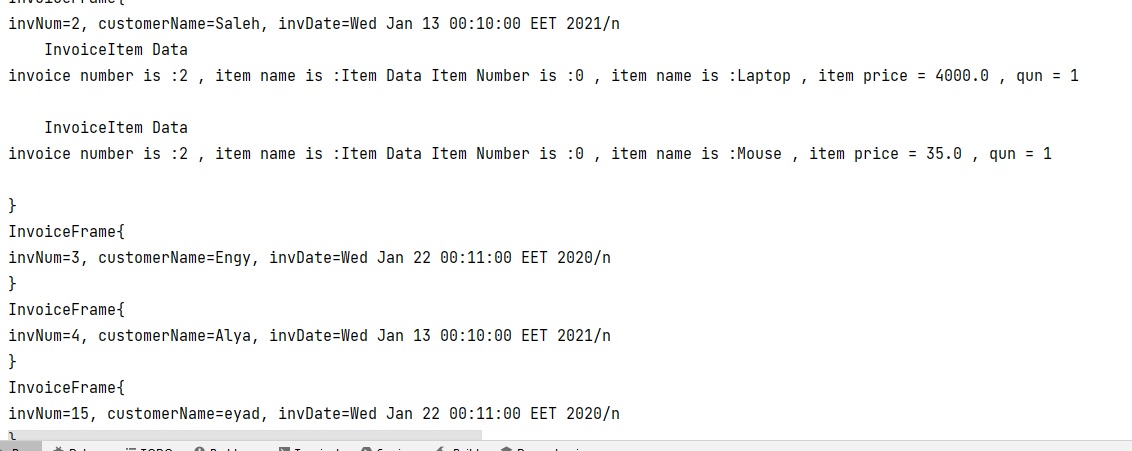 InvoiceFrame{
invNum=2, customerName=Saleh, invDate=Wed Jan 13 00:10:00 EET 2021/n
    InvoiceItem Data
invoice number is :2 , item name is :Item Data Item Number is :0 , item name is :Laptop , item price = 4000.0 , qun = 1
    InvoiceItem Data
invoice number is :2 , item name is :Item Data Item Number is :0 , item name is :Mouse , item price = 35.0 , qun = 1
}
InvoiceFrame{
invNum=3, customerName=Engy, invDate=Wed Jan 22 00:11:00 EET 2020/n
}
InvoiceFrame{
invNum=4, customerName=Alya, invDate=Wed Jan 13 00:10:00 EET 2021/n
}
InvoiceFrame{
invNum=15, customerName=eyad, invDate=Wed Jan 22 00:11:00 EET 2020/n
}